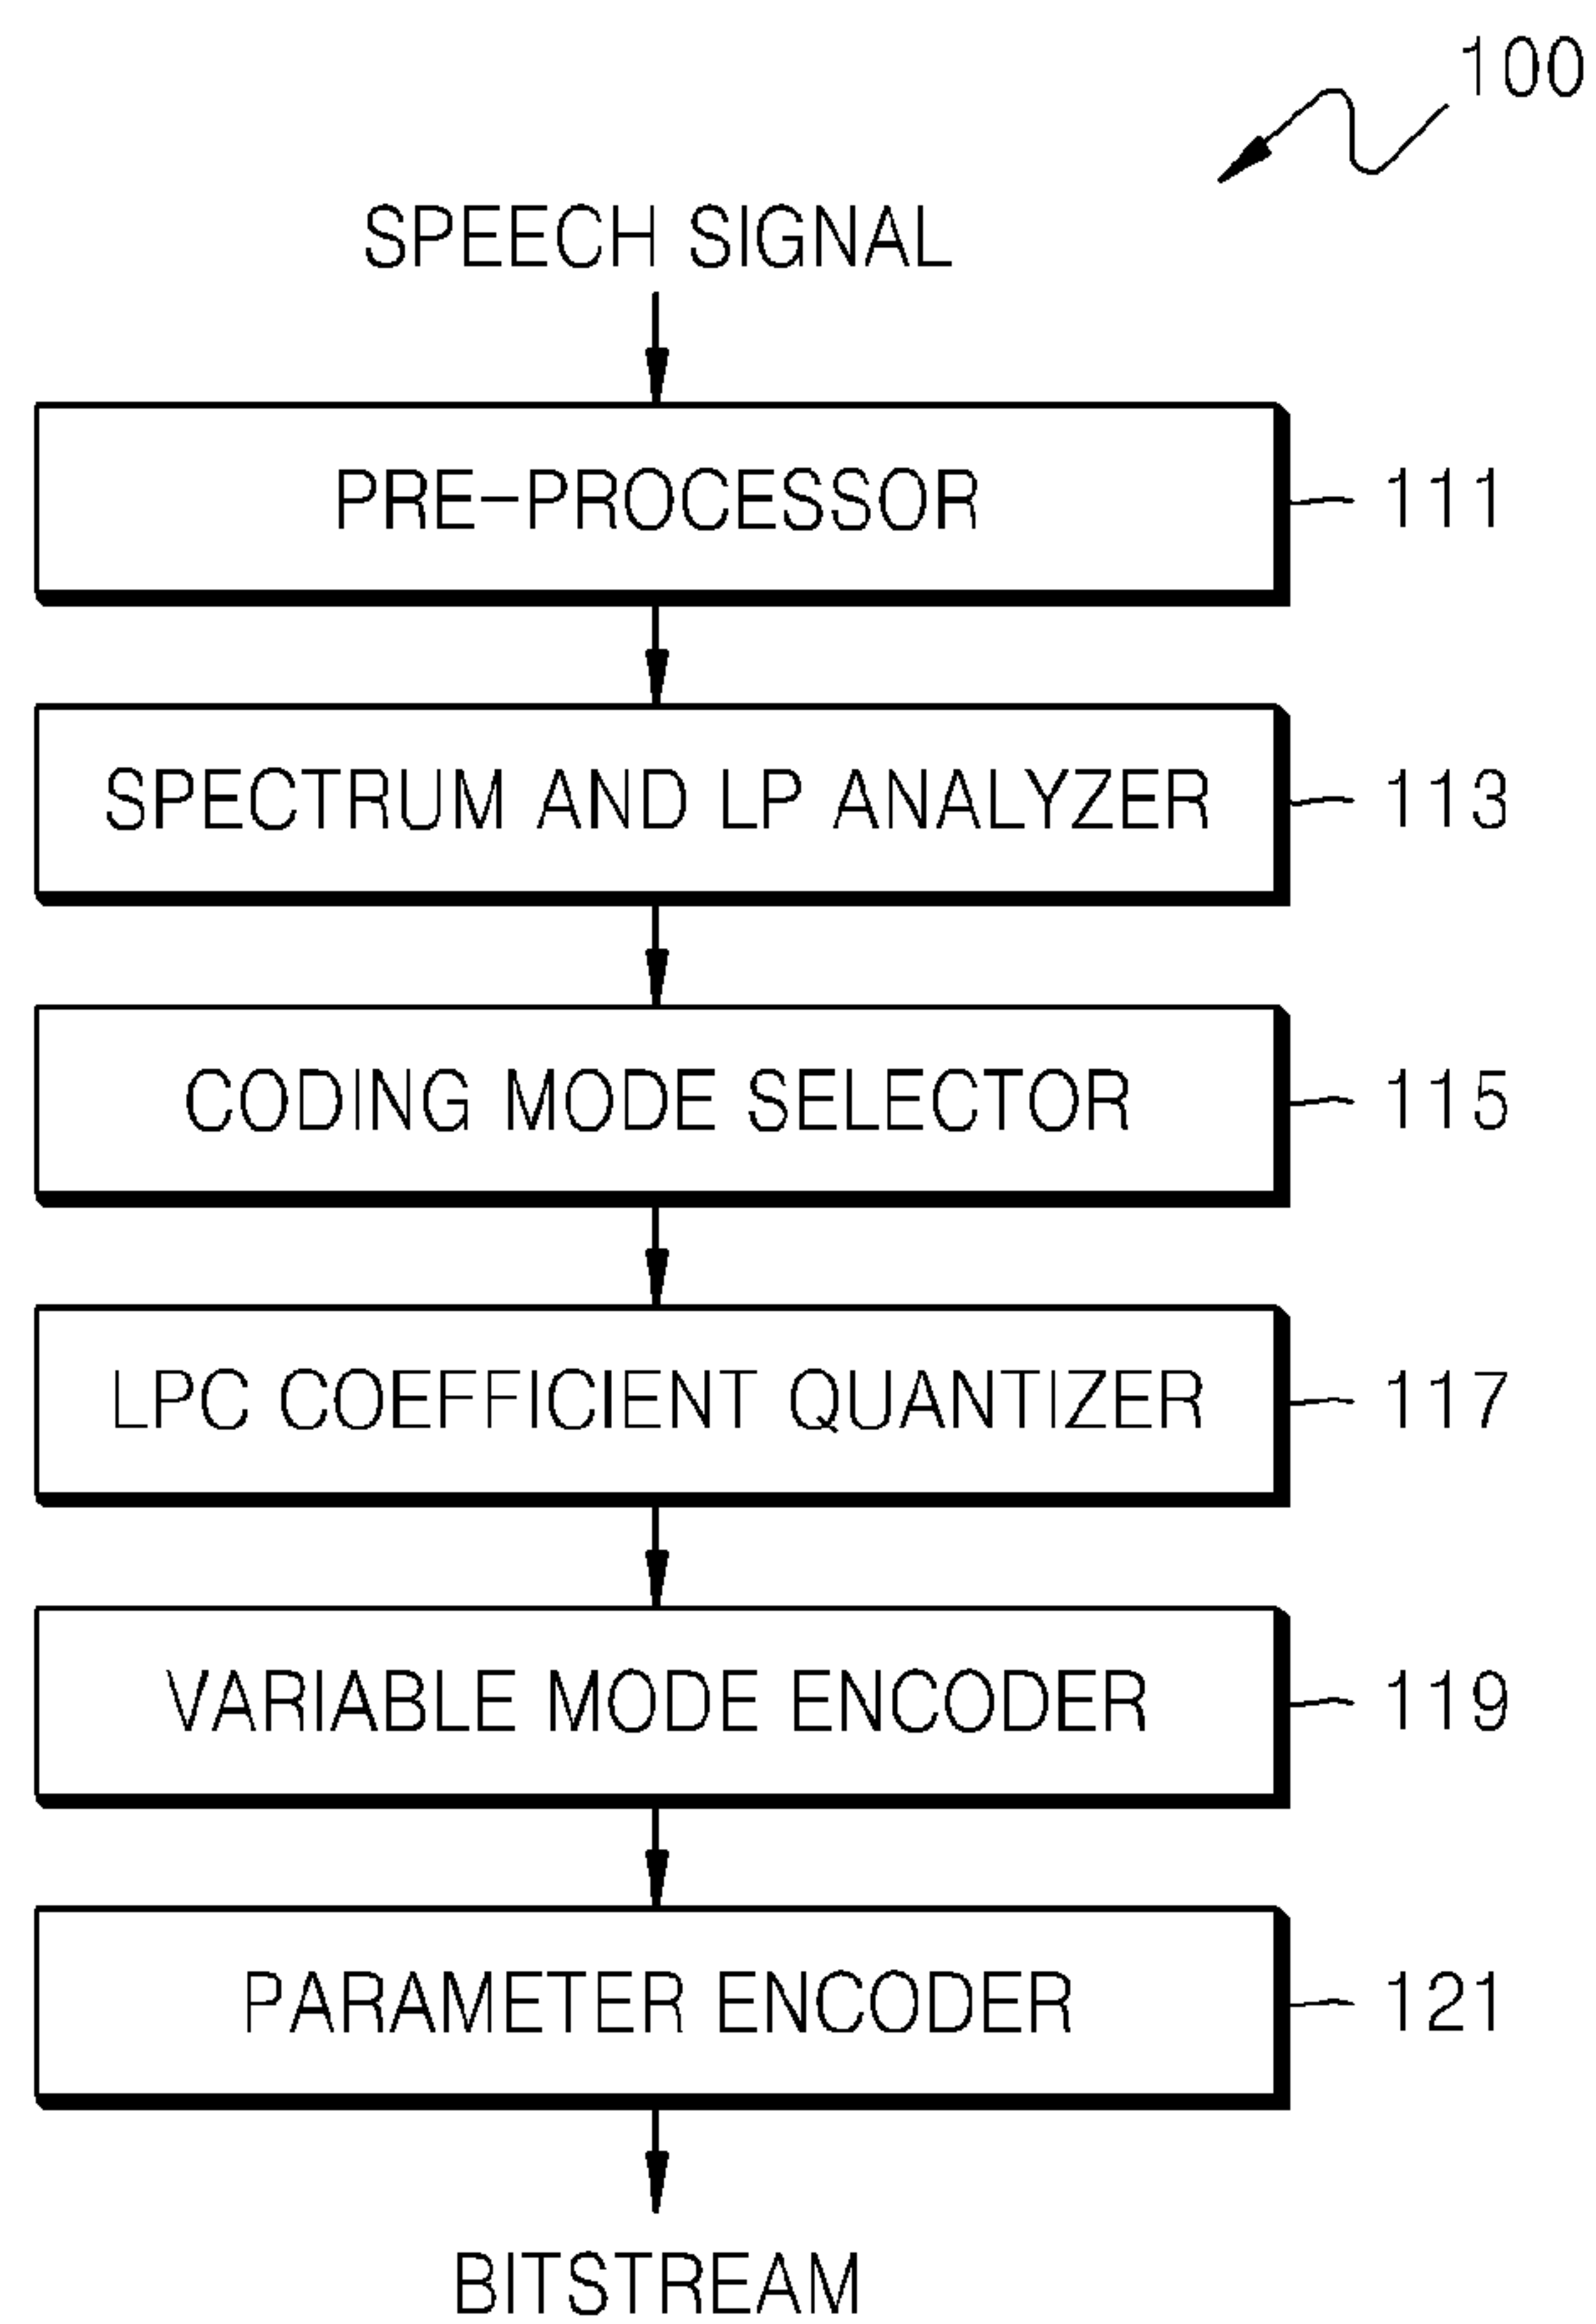 100
SPEECH SIGNAL
PRE-PROCESSOR
111
SPECTRUM AND LP ANALYZER
113
CODING MODE SELECTOR
115
LPC COEFFICIENT QUANTIZER
117
VARIABLE MODE ENCODER
119
PARAMETER ENCODER
121
BITSTREAM